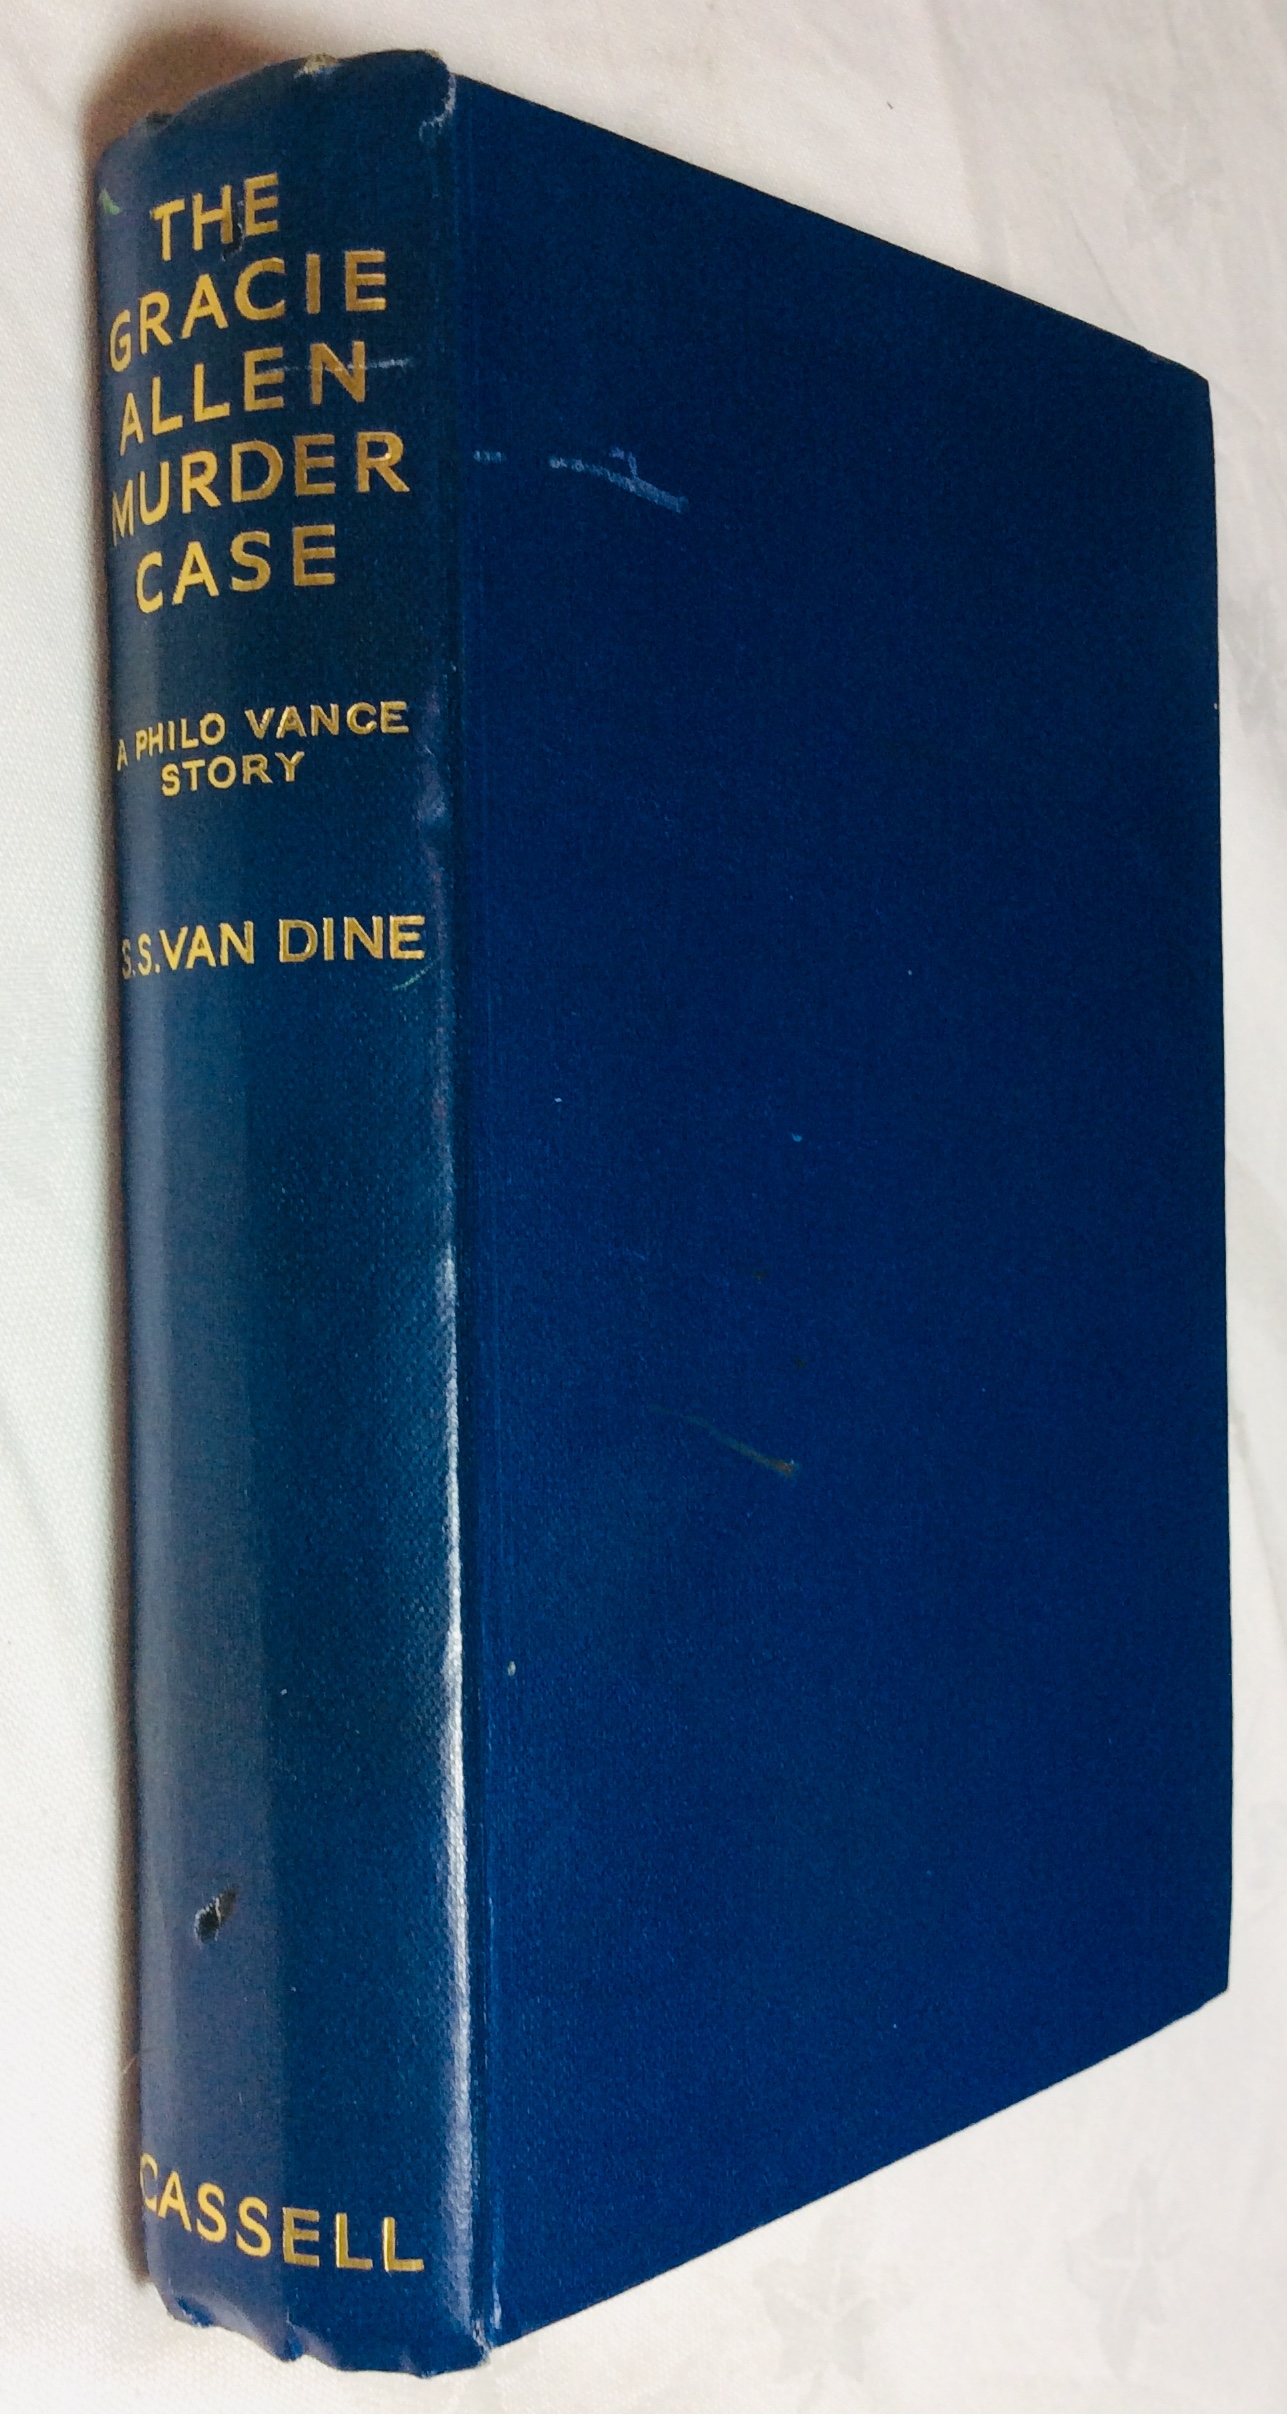 THE
GRACIE
ALLEN
MURDER
CASE
A PHILO VANCE
STORY
S.S. VAN DINE
CASSELL